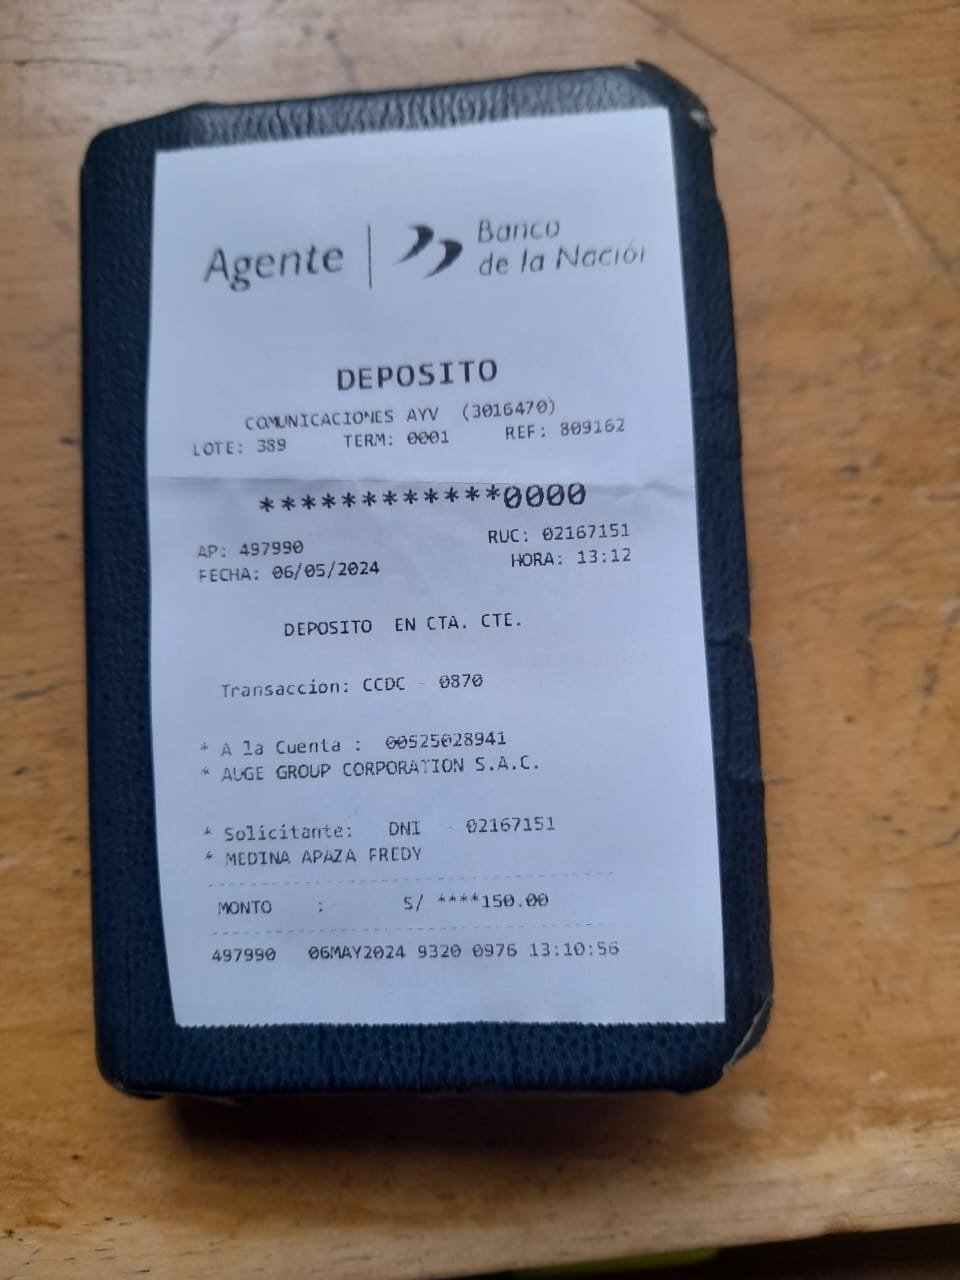 Agente
Banco
de la Nación
DEPOSITO
COMUNICACIONES AYV (3016470)
LOTE: 389 TERM: 0001 REF: 809162
************0000
AP: 497990 RUC: 02167151
FECHA: 06/05/2024 HORA: 13:12
DEPOSITO EN CTA. CTE.
Transaccion: CCDC - 0870
* A la Cuenta : 00525028941
* AUGE GROUP CORPORATION S.A.C.
* Solicitante: DNI - 02167151
* MEDINA APAZA FREDY
MONTO : S/ ****150.00
497990 06MAY2024 9320 0976 13:10:56